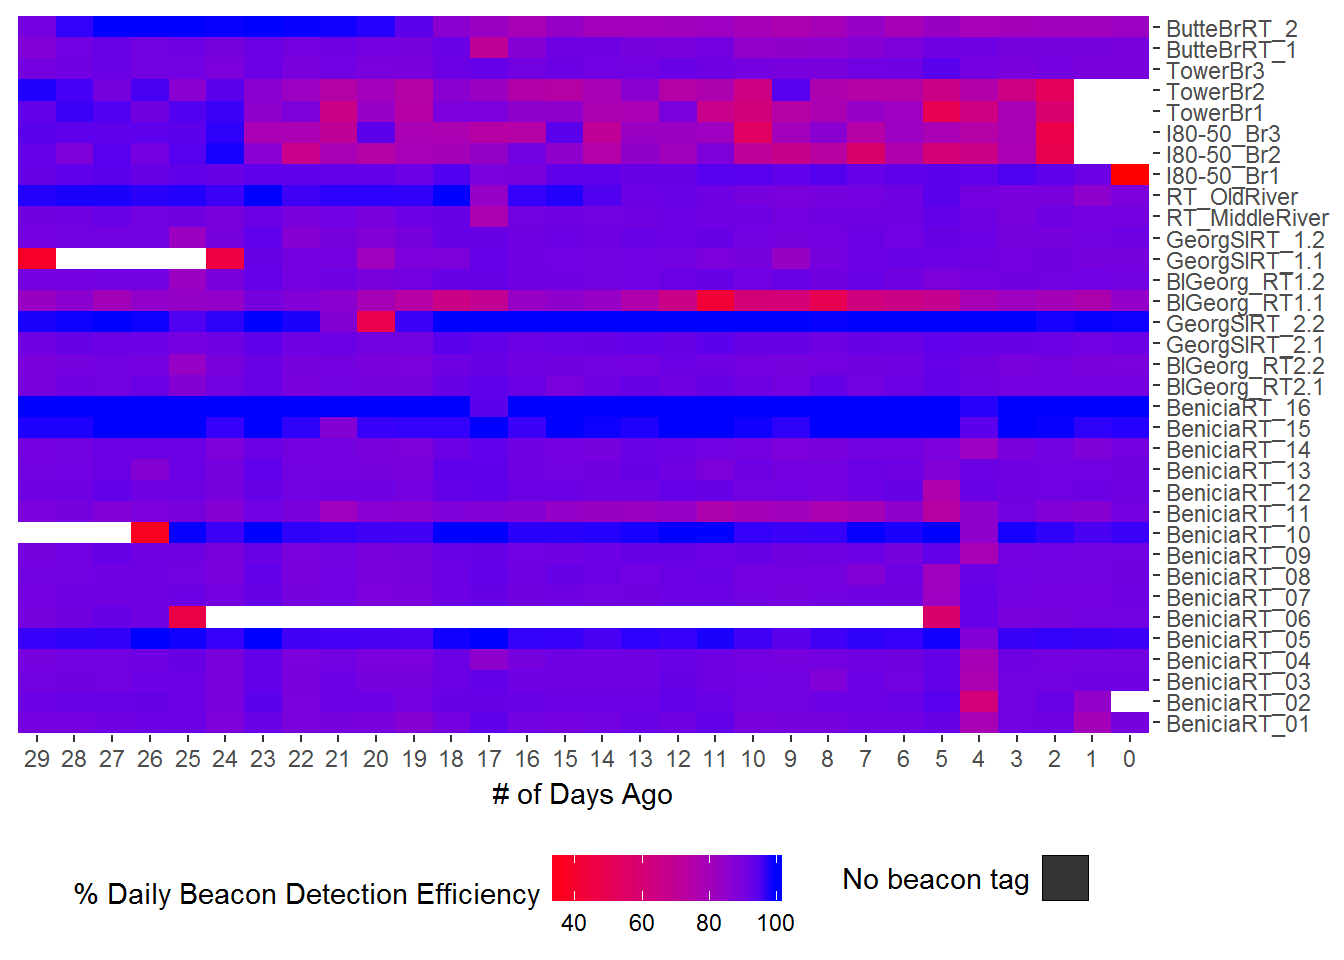 ButteBrRT_2
ButteBrRT_1
TowerBr3
TowerBr2
TowerBr1
I80-50_Br3
I80-50_Br2
I80-50_Br1
RT_OldRiver
RT_MiddleRiver
GeorgSlRT_1.2
GeorgSlRT_1.1
BlGeorg_RT1.2
BlGeorg_RT1.1
GeorgSlRT_2.2
GeorgSlRT_2.1
BlGeorg_RT2.2
BlGeorg_RT2.1
BeniciaRT_16
BeniciaRT_15
BeniciaRT_14
BeniciaRT_13
BeniciaRT_12
BeniciaRT_11
BeniciaRT_10
BeniciaRT_09
BeniciaRT_08
BeniciaRT_07
BeniciaRT_06
BeniciaRT_05
BeniciaRT_04
BeniciaRT_03
BeniciaRT_02
BeniciaRT_01
29 28 27 26 25 24 23 22 21 20 19 18 17 16 15 14 13 12 11 10 9 8 7 6 5 4 3 2 1 0
# of Days Ago
% Daily Beacon Detection Efficiency
40 60 80 100
No beacon tag